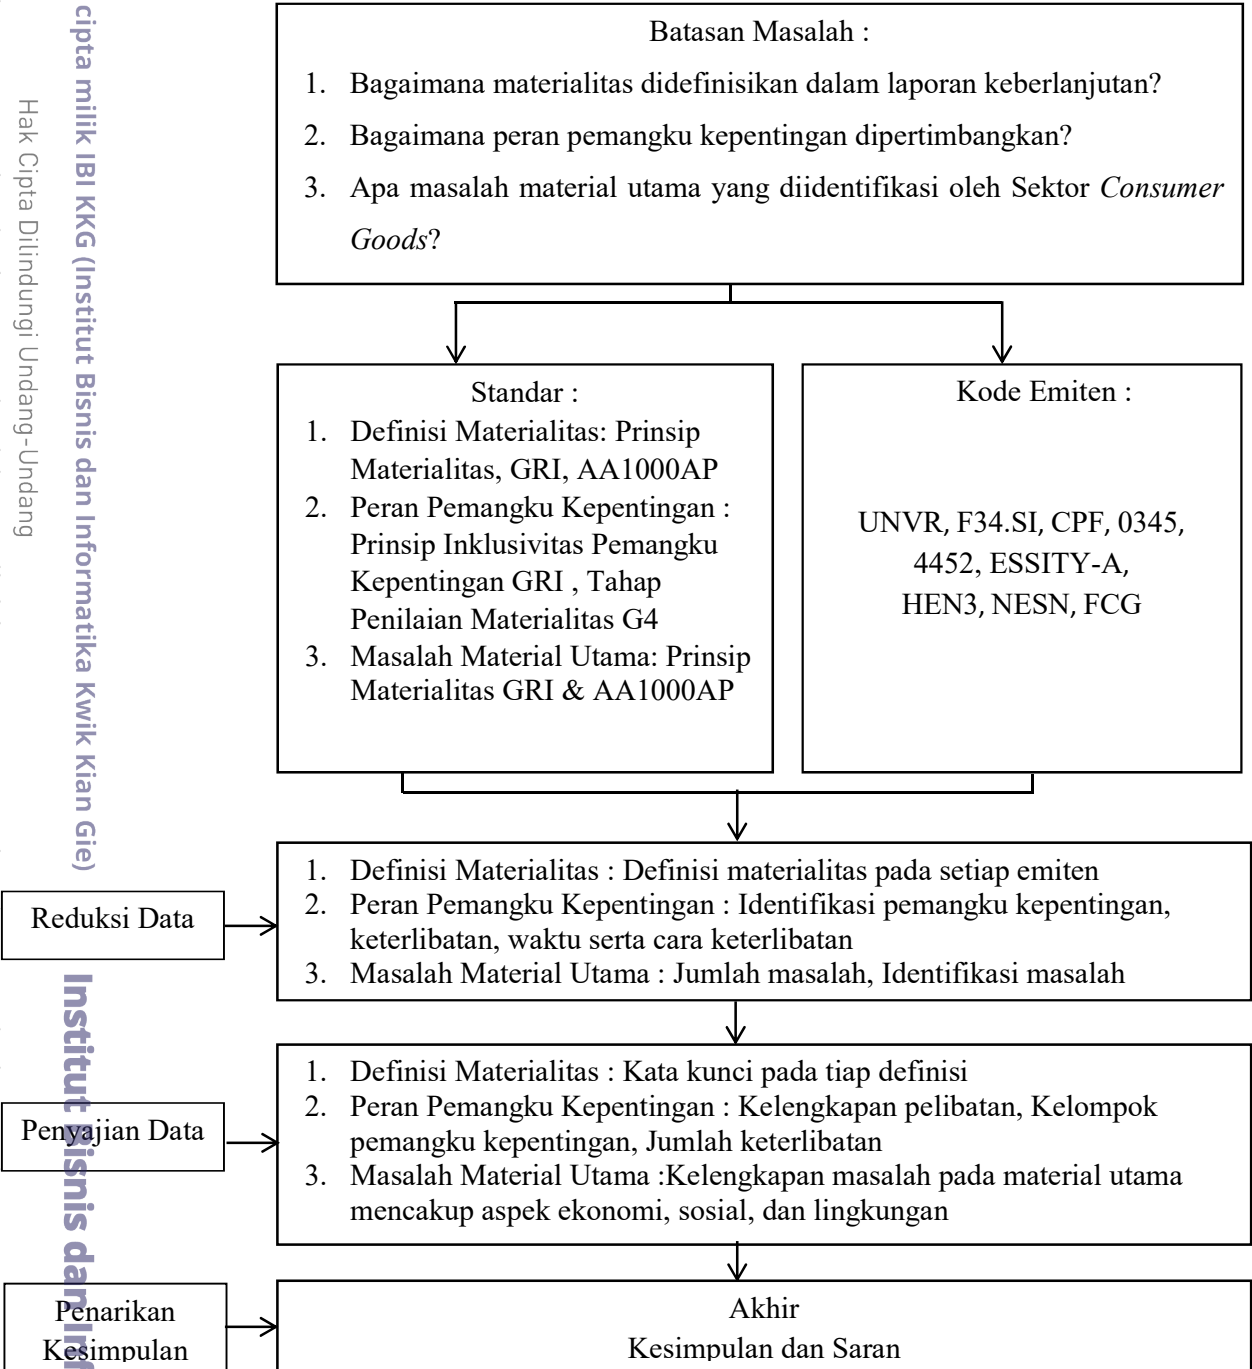 cipta milik IBI KKG (Institut Bisnis dan Informatika Kwik Kian Gie)
Hak Cipta Dilindungi Undang-Undang
Batasan Masalah :
1. Bagaimana materialitas didefinisikan dalam laporan keberlanjutan?
2. Bagaimana peran pemangku kepentingan dipertimbangkan?
3. Apa masalah material utama yang diidentifikasi oleh Sektor Consumer
Goods?
Standar :
1. Definisi Materialitas: Prinsip
Materialitas, GRI, AA1000AP
2. Peran Pemangku Kepentingan :
Prinsip Inklusivitas Pemangku
Kepentingan GRI , Tahap
Penilaian Materialitas G4
3. Masalah Material Utama: Prinsip
Materialitas GRI & AA1000AP
Kode Emiten :
UNVR, F34.SI, CPF, 0345,
4452, ESSITY-A,
HEN3, NESN, FCG
Reduksi Data
1. Definisi Materialitas : Definisi materialitas pada setiap emiten
2. Peran Pemangku Kepentingan : Identifikasi pemangku kepentingan,
keterlibatan, waktu serta cara keterlibatan
3. Masalah Material Utama : Jumlah masalah, Identifikasi masalah
Penyajian Data
1. Definisi Materialitas : Kata kunci pada tiap definisi
2. Peran Pemangku Kepentingan : Kelengkapan pelibatan, Kelompok
pemangku kepentingan, Jumlah keterlibatan
3. Masalah Material Utama :Kelengkapan masalah pada material utama
mencakup aspek ekonomi, sosial, dan lingkungan
Penarikan
Kesimpulan
Akhir
Kesimpulan dan Saran
Institut Bisnis dan Inf